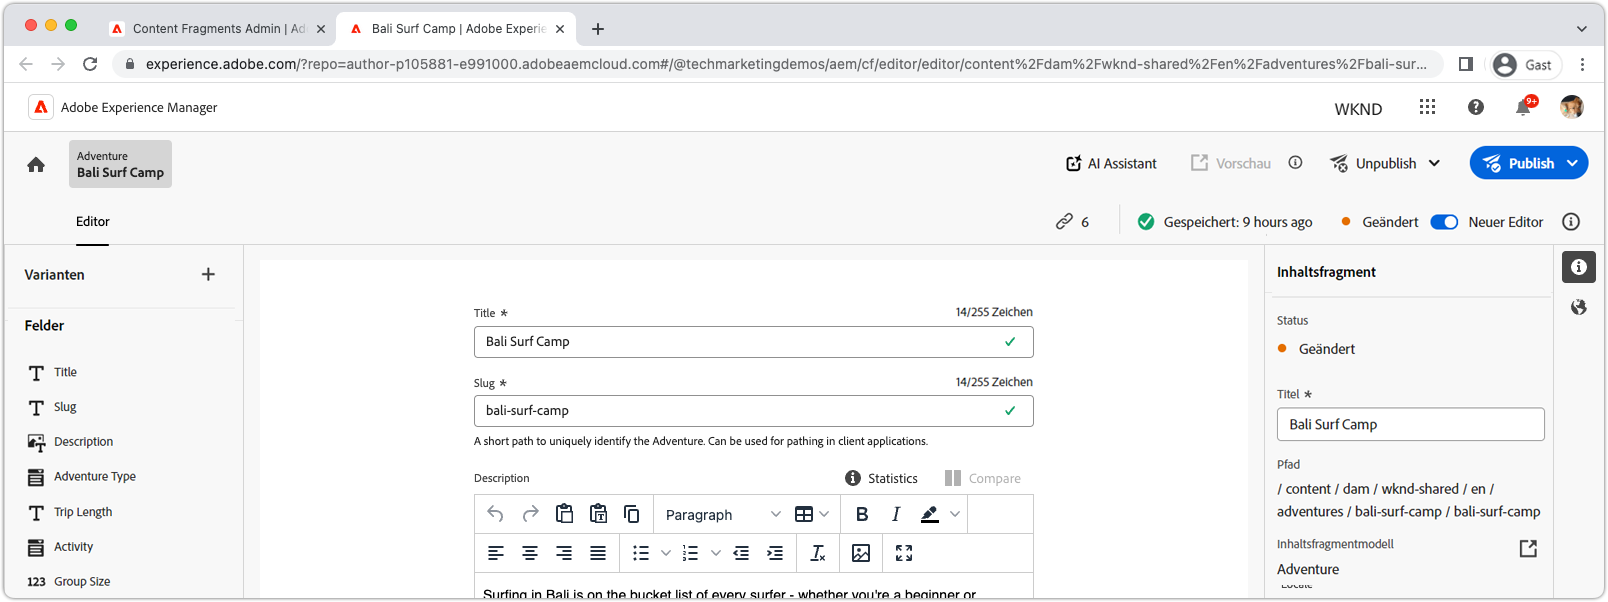 Content Fragments Admin | Ad
Bali Surf Camp | Adobe Experie
experience.adobe.com/?repo=author-p105881-e991000.adobeaemcloud.com#/@techmarketingdemos/aem/cf/editor/editor/content%2Fdam%2Fwknd-shared%2Fen%2Fadventures%2Fbali-sur...
Gast
Adobe Experience Manager
WKND
9+
Adventure
Bali Surf Camp
AI Assistant
Vorschau
Unpublish
Publish
Editor
6
Gespeichert: 9 hours ago
Geändert
Neuer Editor
Varianten
Felder
Title
Slug
Description
Adventure Type
Trip Length
Activity
123 Group Size
Title *
14/255 Zeichen
Bali Surf Camp
Slug *
14/255 Zeichen
bali-surf-camp
A short path to uniquely identify the Adventure. Can be used for pathing in client applications.
Description
Statistics
Compare
Paragraph
B I
Surfing in Bali is on the bucket list of every surfer - whether you're a beginner or
Inhaltsfragment
Status
Geändert
Titel *
Bali Surf Camp
Pfad
/ content / dam / wknd-shared / en /
adventures / bali-surf-camp / bali-surf-camp
Inhaltsfragmentmodell
Adventure
Locale